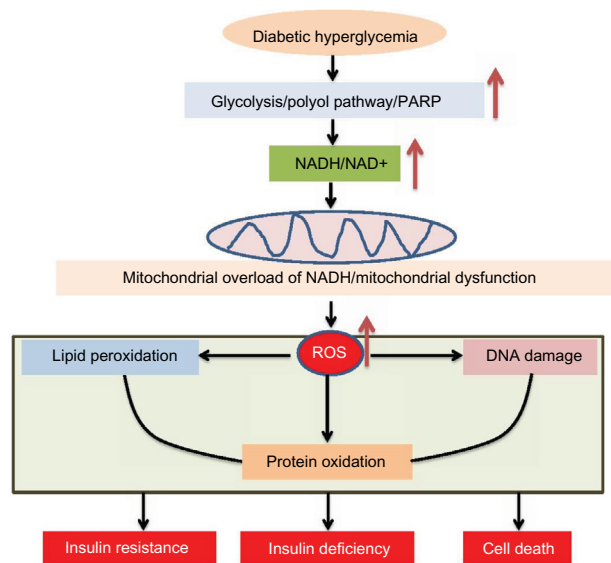 Diabetic hyperglycemia
Glycolysis/polyol pathway/PARP
NADH/NAD+
Mitochondrial overload of NADH/mitochondrial dysfunction
Lipid peroxidation
ROS
DNA damage
Protein oxidation
Insulin resistance
Insulin deficiency
Cell death